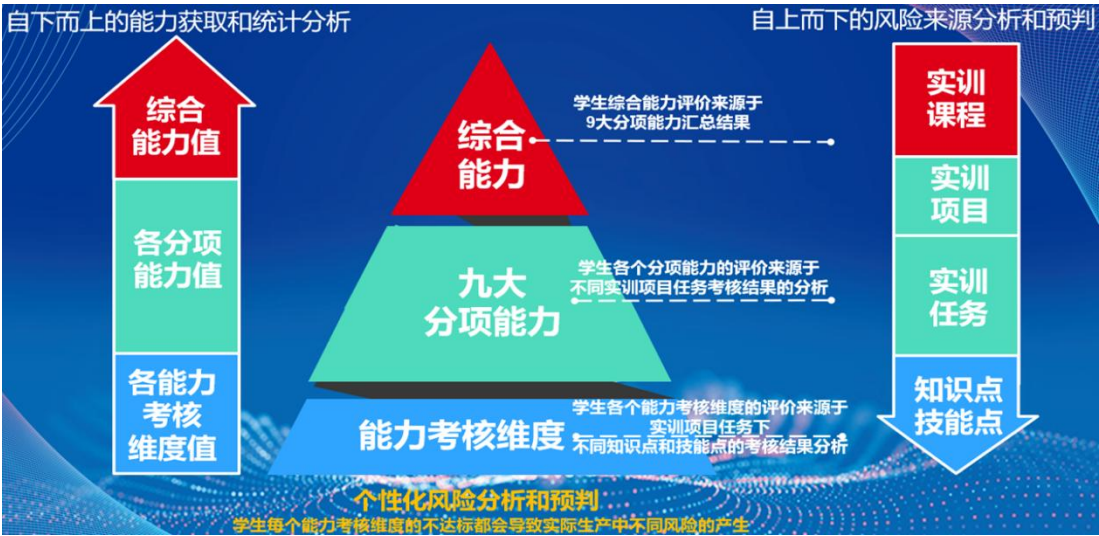 自下而上的能力获取和统计分析
自上而下的风险来源分析和预判
综合
能力值
各分项
能力值
各能力
考核
维度值
综合
能力
九大
分项能力
能力考核维度
学生综合能力评价来源于
9大分项能力汇总结果
学生各个分项能力的评价来源于
不同实训项目任务考核结果的分析
学生各个能力考核维度的评价来源于
实训项目任务下
不同知识点和技能点的考核结果分析
实训
课程
实训
项目
实训
任务
知识点
技能点
个性化风险分析和预判
学生每个能力考核维度的不达标都会导致实际生产中不同风险的产生